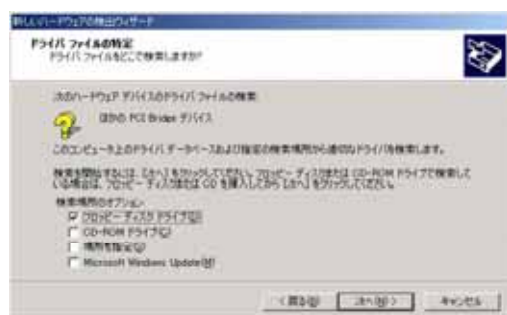 新しいハードウェアの検出ウィザード
ドライバ ファイルの特定
ドライバ ファイルをどこで検索しますか?
次のハードウェア デバイスのドライバ ファイルの検索:
ほかの PCI Bridge デバイス
このコンピュータ上のドライバ データベースおよび指定の検索場所から適切なドライバを検索します。
検索を開始するには、[次へ] をクリックしてください。フロッピー ディスクまたは CD-ROM ドライブで検索して
いる場合は、フロッピー ディスクまたは CD を挿入してから [次へ] をクリックしてください。
検索場所のオプション:
フロッピー ディスク ドライブ(D)
CD-ROM ドライブ(C)
場所を指定(S)
Microsoft Windows Update(M)
< 戻る(B) 次へ(N) > キャンセル